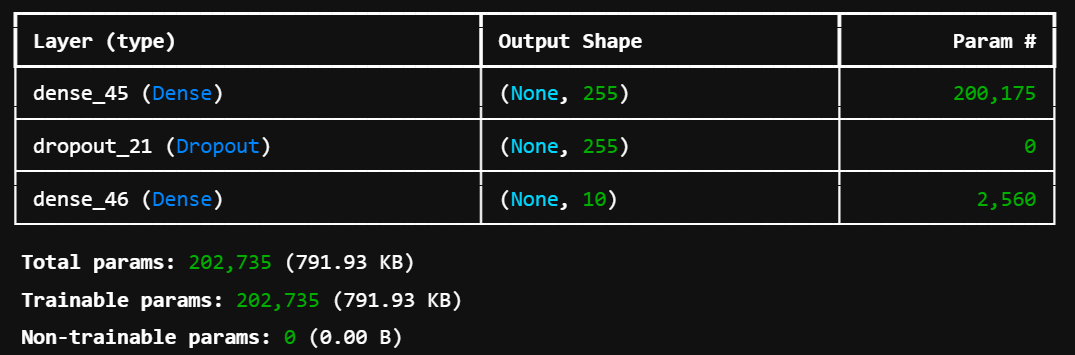 Layer (type) Output Shape Param #
dense_45 (Dense) (None, 255) 200,175
dropout_21 (Dropout) (None, 255) 0
dense_46 (Dense) (None, 10) 2,560
Total params: 202,735 (791.93 KB)
Trainable params: 202,735 (791.93 KB)
Non-trainable params: 0 (0.00 B)